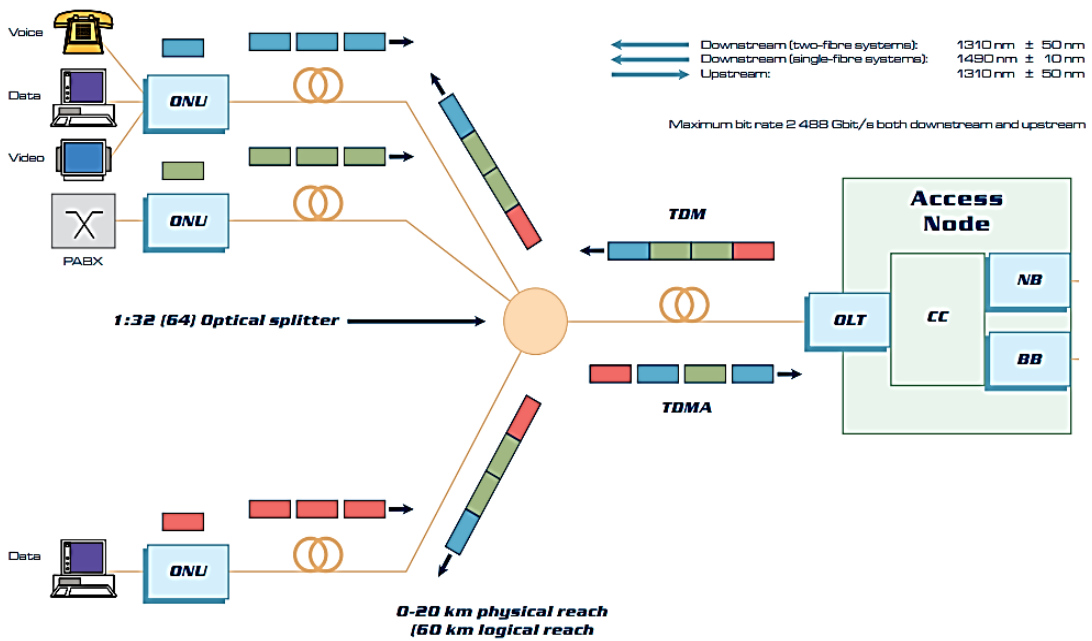 Voice
Data
Video
PABX
ONU
ONU
Downstream (two-fibre systems): 1310 nm ± 50 nm
Downstream (single-fibre systems): 1490 nm ± 10 nm
Upstream: 1310 nm ± 50 nm
Maximum bit rate 2 488 Gbit/s both downstream and upstream
Access
Node
TDM
NB
1:32 (64) Optical splitter
OLT
CC
BB
TDMA
Data
ONU
0-20 km physical reach
(60 km logical reach